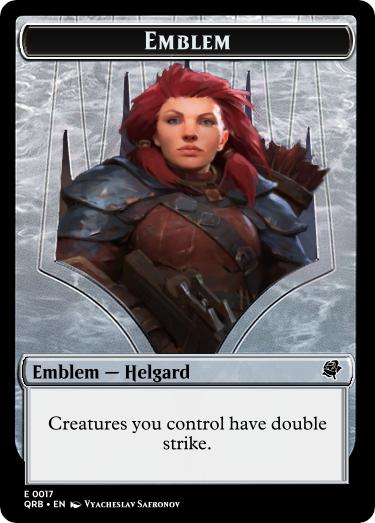 Emblem
Emblem — Helgard
Creatures you control have double
strike.
E 0017
QRB • EN Vyacheslav Safronov